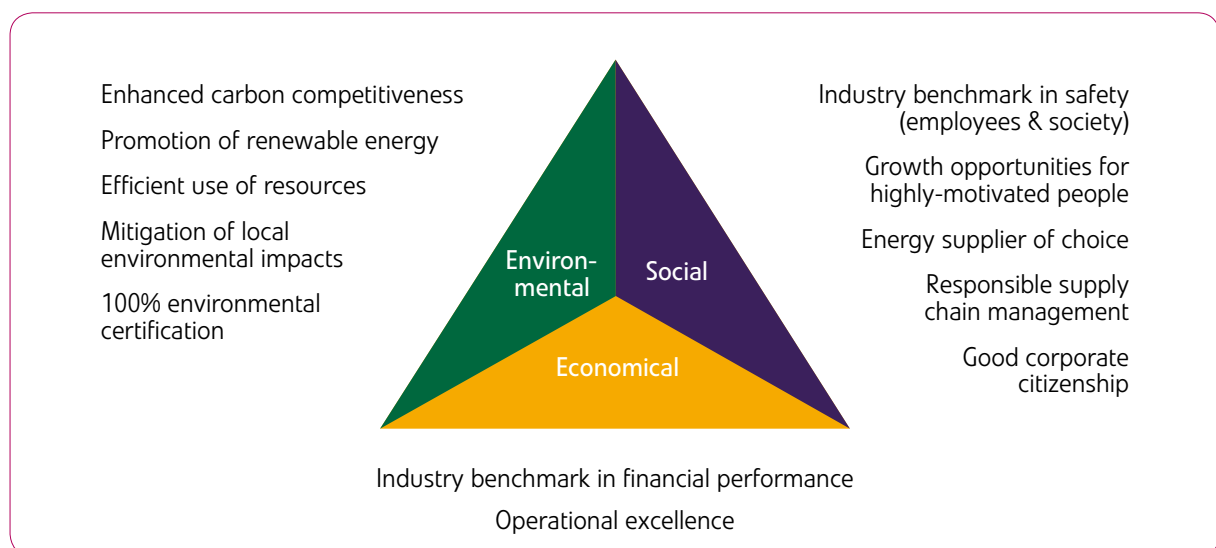 Enhanced carbon competitiveness
Promotion of renewable energy
Efficient use of resources
Mitigation of local
environmental impacts
100% environmental
certification
Environ-
mental
Social
Economical
Industry benchmark in safety
(employees & society)
Growth opportunities for
highly-motivated people
Energy supplier of choice
Responsible supply
chain management
Good corporate
citizenship
Industry benchmark in financial performance
Operational excellence